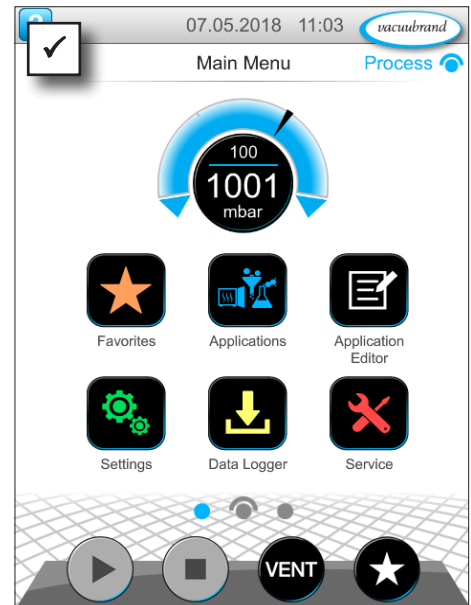 07.05.2018 11:03 vacuubrand
Main Menu Process
100
1001
mbar
Favorites Applications Application
Editor
Settings Data Logger Service
VENT